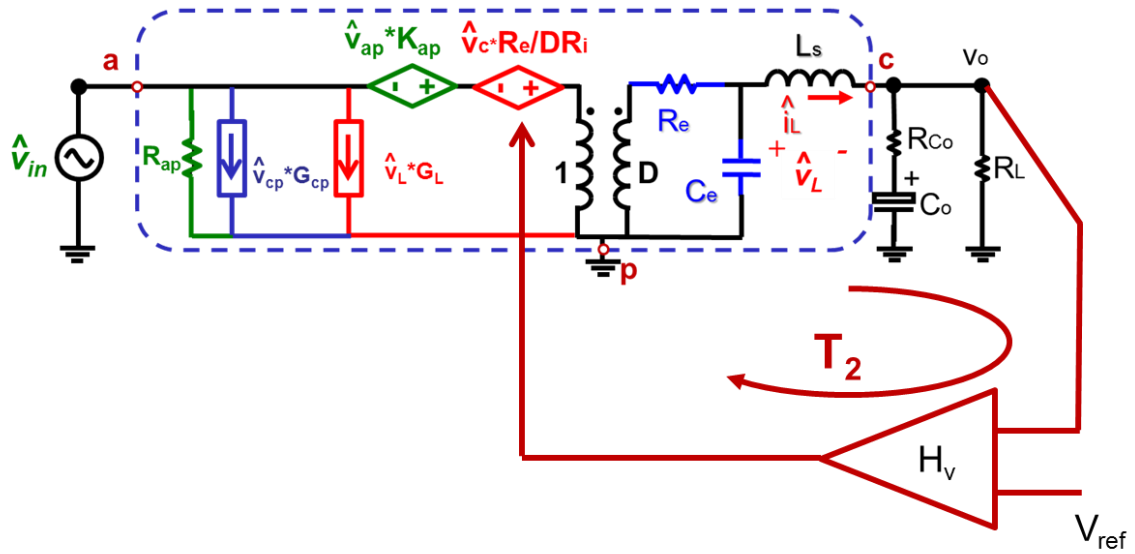 v̂ap*Kap
v̂c*Re/DRi
Ls
a
c
vo
v̂in
Rap
v̂cp*Gcp
v̂L*GL
1
D
Re
Ce
îL
+ v̂L -
RCo
+
Co
RL
p
T2
Hv
Vref